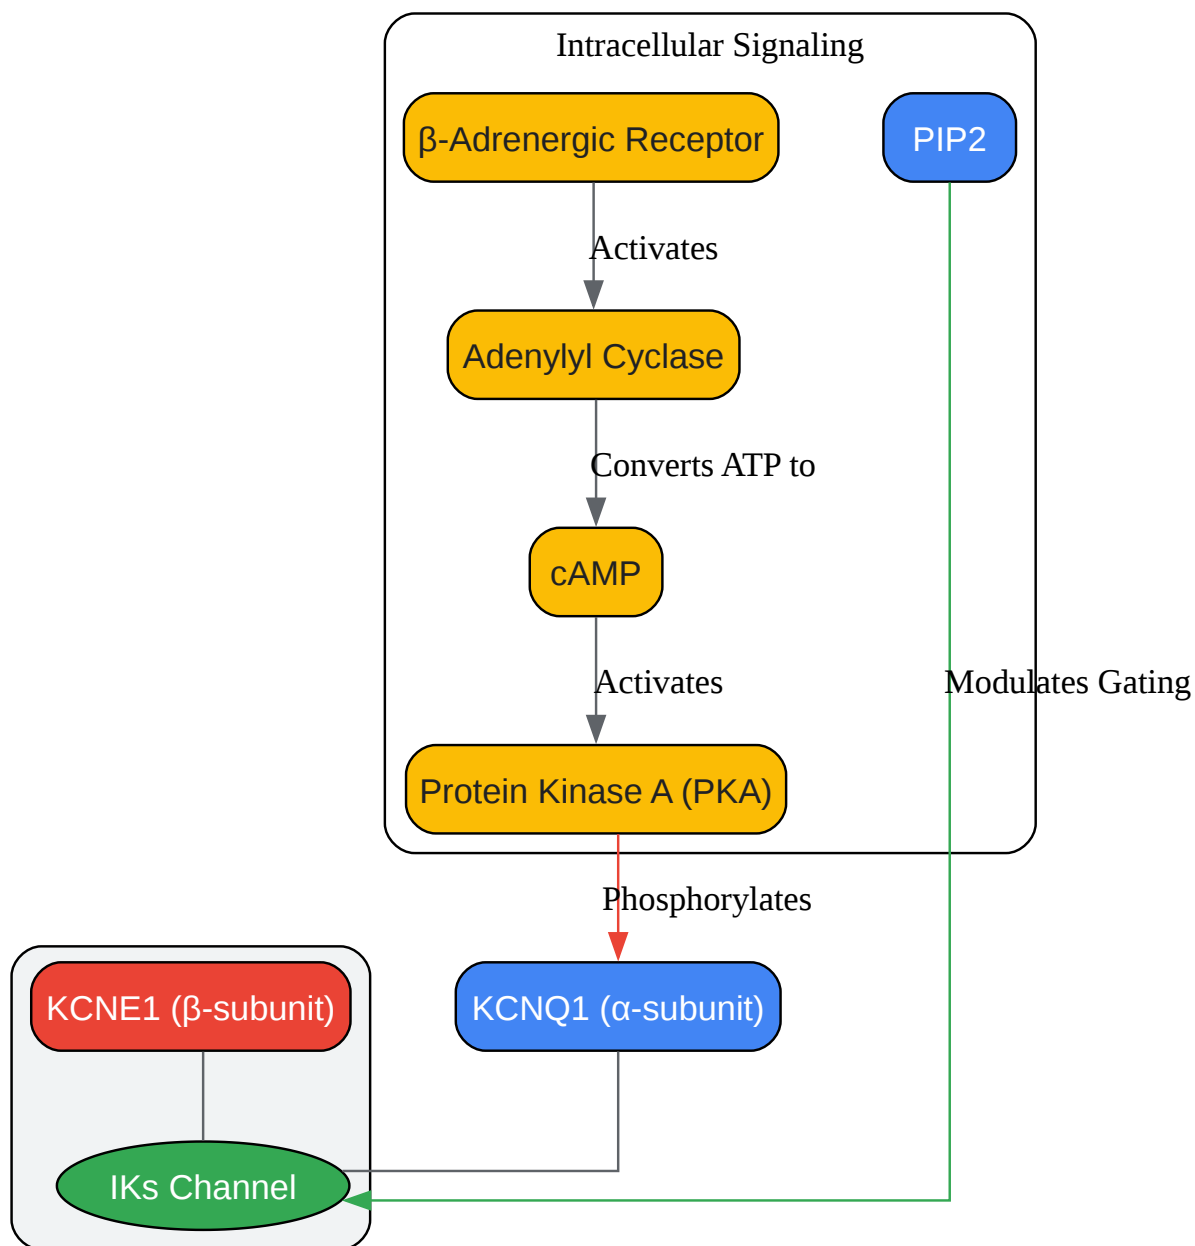 Intracellular Signaling
β-Adrenergic Receptor
PIP2
Activates
Adenylyl Cyclase
Converts ATP to
cAMP
Activates
Modulates Gating
Protein Kinase A (PKA)
Phosphorylates
KCNE1 (β-subunit)
KCNQ1 (α-subunit)
IKs Channel